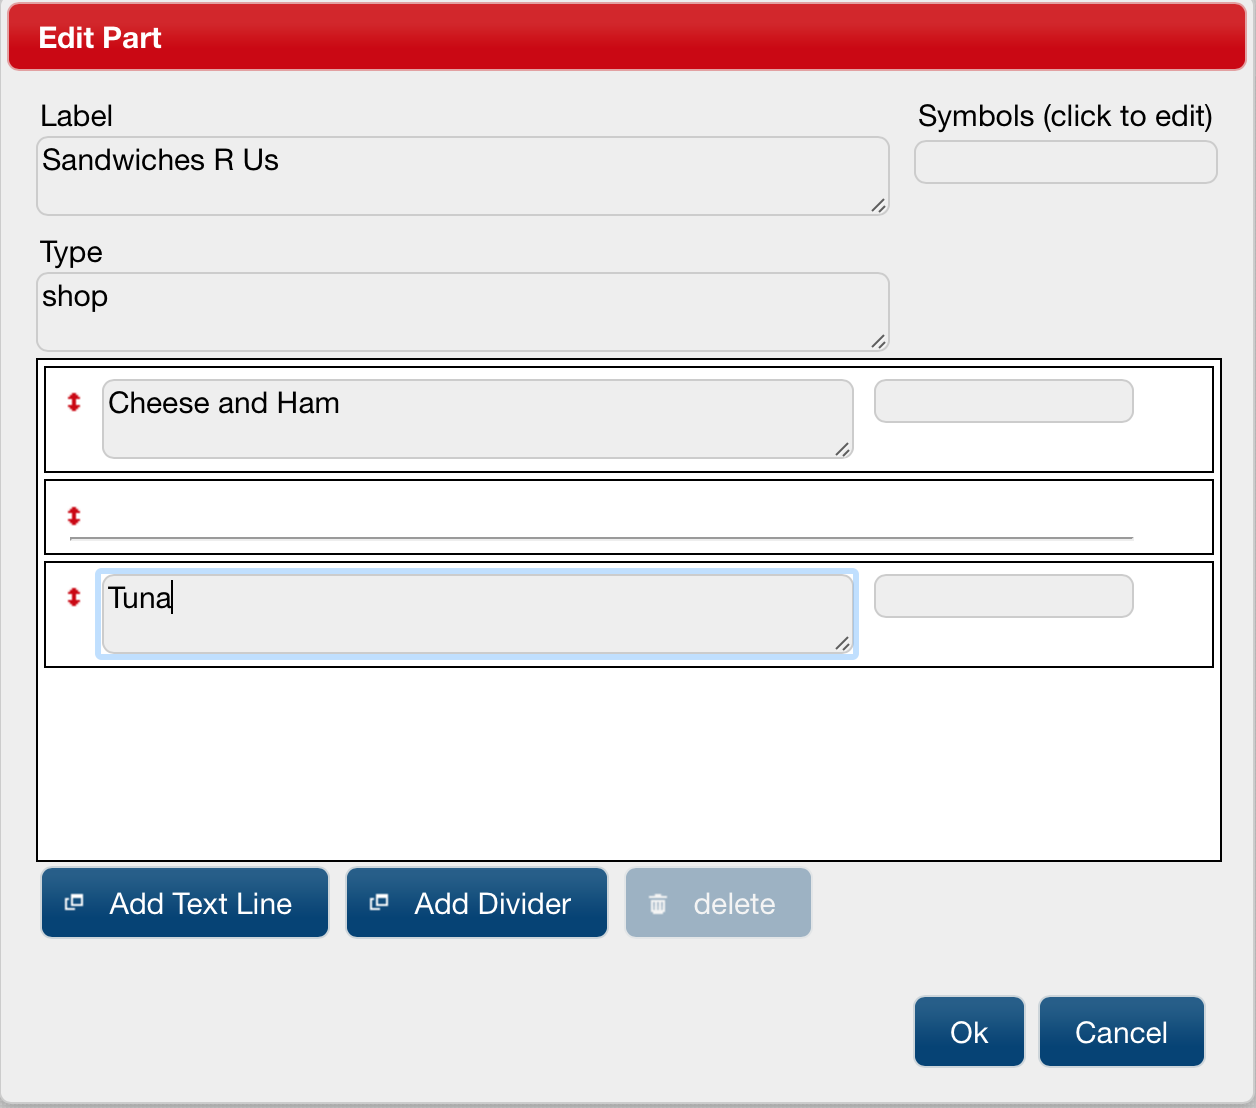 Edit Part
Label
Symbols (click to edit)
Sandwiches R Us
Type
shop
Cheese and Ham
Tuna
Add Text Line
Add Divider
delete
Ok
Cancel